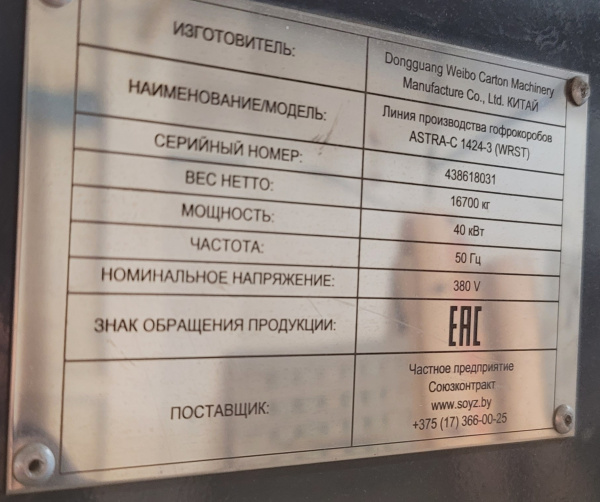 ИЗГОТОВИТЕЛЬ:
Dongguang Weibo Carton Machinery
Manufacture Co., Ltd. КИТАЙ
НАИМЕНОВАНИЕ/МОДЕЛЬ:
Линия производства гофрокоробов
ASTRA-C 1424-3 (WRST)
СЕРИЙНЫЙ НОМЕР:
438618031
ВЕС НЕТТО:
16700 кг
МОЩНОСТЬ:
40 кВт
ЧАСТОТА:
50 Гц
НОМИНАЛЬНОЕ НАПРЯЖЕНИЕ:
380 V
ЗНАК ОБРАЩЕНИЯ ПРОДУКЦИИ:
EAC
ПОСТАВЩИК:
Частное предприятие
Союзконтракт
www.soyz.by
+375 (17) 366-00-25